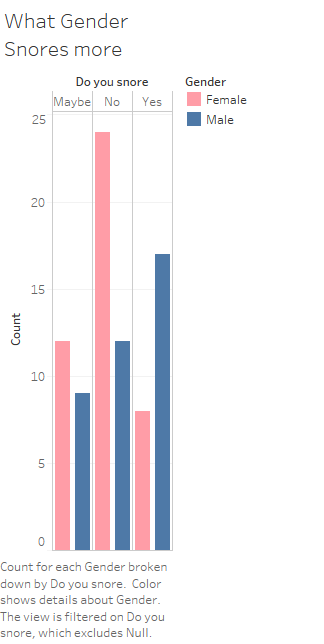 What Gender
Snores more
Do you snore
Gender
Maybe No Yes
Female
Male
25
20
15
10
5
0
Count
Count for each Gender broken
down by Do you snore. Color
shows details about Gender.
The view is filtered on Do you
snore, which excludes Null.